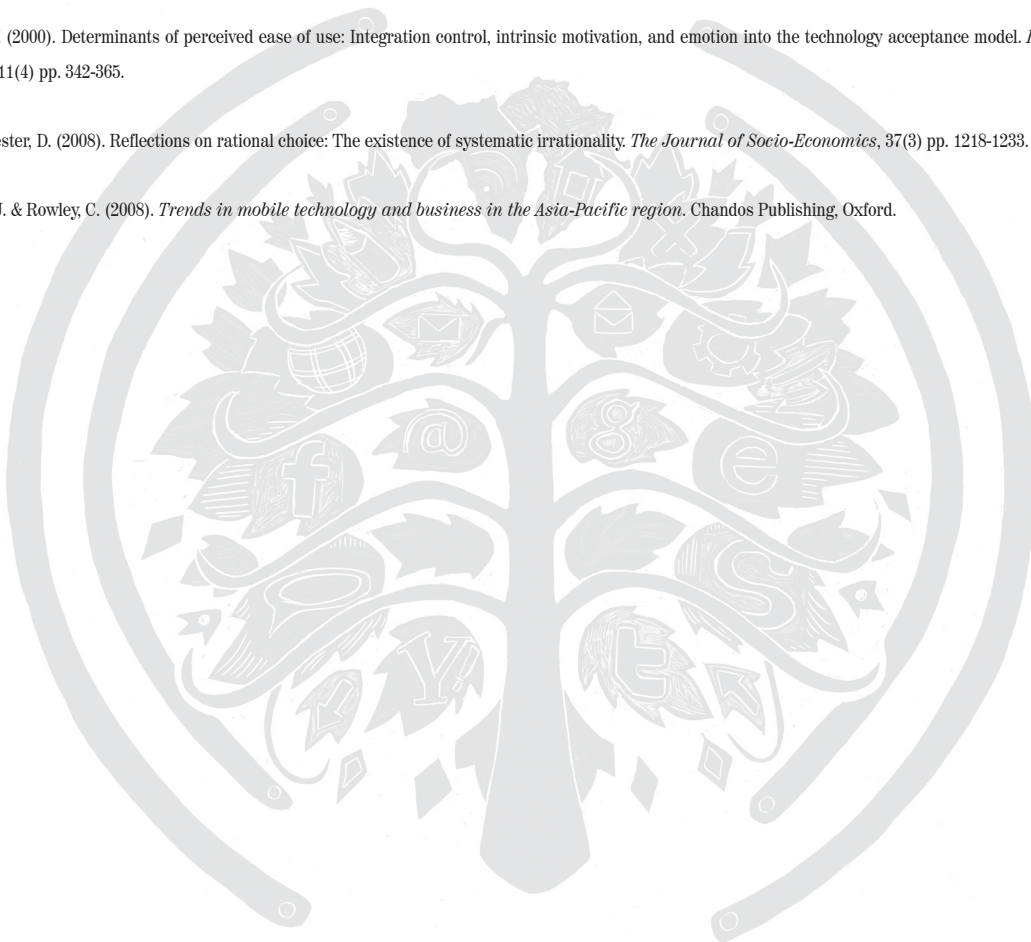 (2000). Determinants of perceived ease of use: Integration control, intrinsic motivation, and emotion into the technology acceptance model.
11(4) pp. 342-365.
ester, D. (2008). Reflections on rational choice: The existence of systematic irrationality. The Journal of Socio-Economics, 37(3) pp. 1218-1233.
J. & Rowley, C. (2008). Trends in mobile technology and business in the Asia-Pacific region. Chandos Publishing, Oxford.
@ g
f e
S
Y! t